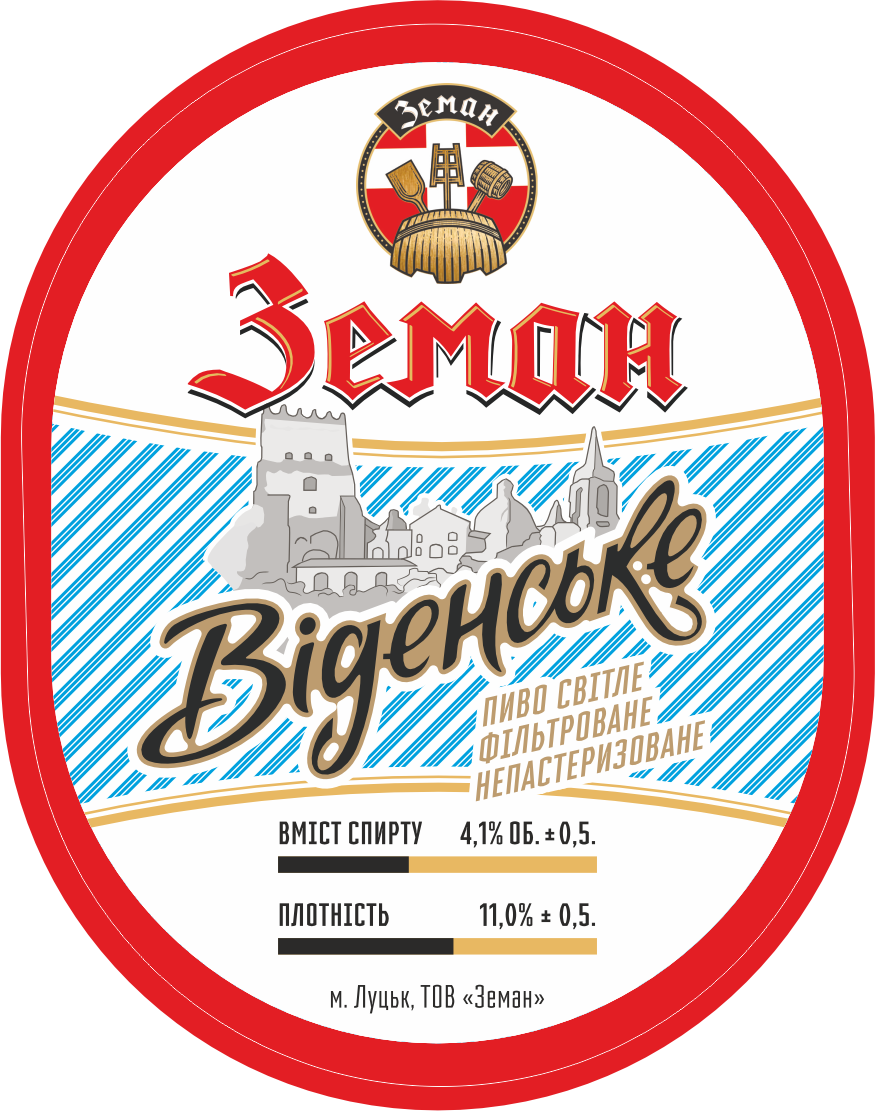 Земан
Земан
Віденське
ПИВО СВІТЛЕ
ФІЛЬТРОВАНЕ
НЕПАСТЕРИЗОВАНЕ
ВМІСТ СПИРТУ 4,1% ОБ. ± 0,5.
ПЛОТНІСТЬ 11,0% ± 0,5.
м. Луцьк, ТОВ «Земан»